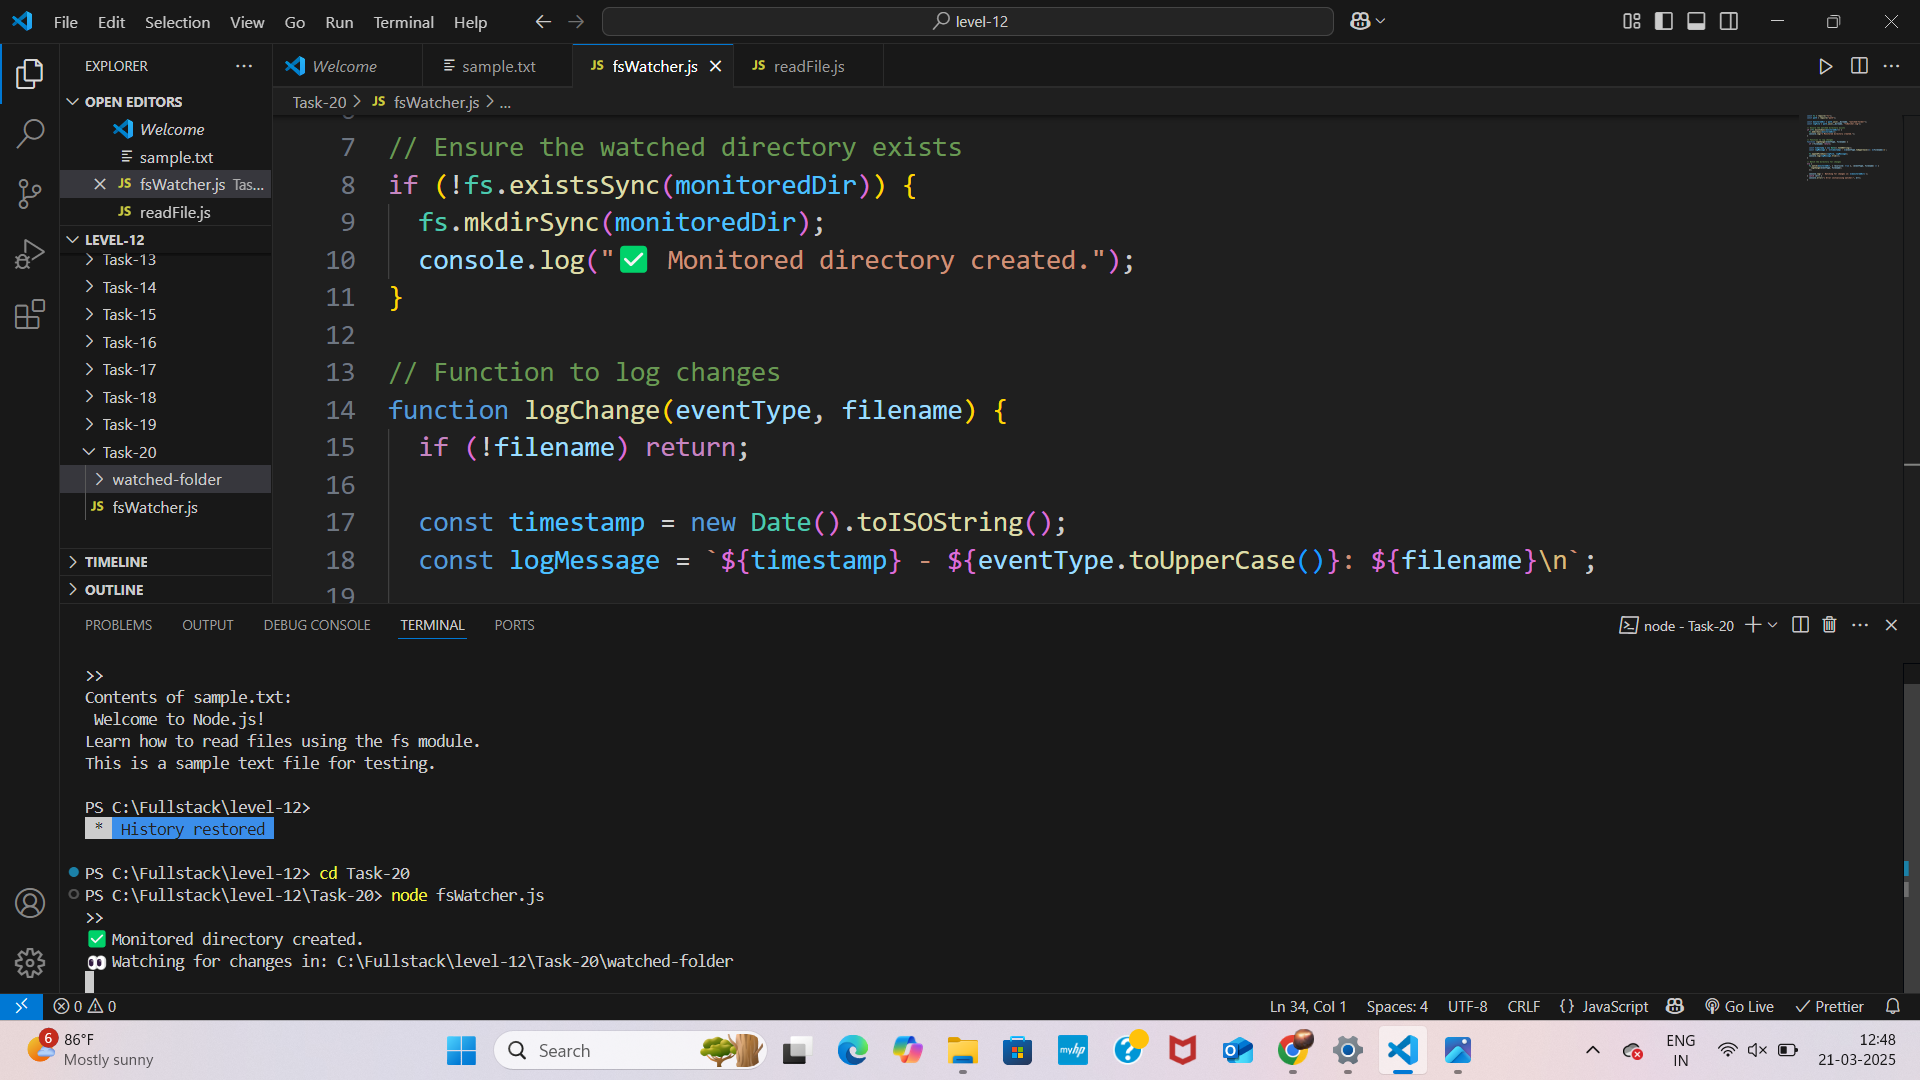 File Edit Selection View Go Run Terminal Help
level-12
EXPLORER
Welcome
sample.txt
JS fsWatcher.js
JS readFile.js
OPEN EDITORS
Task-20 > JS fsWatcher.js > ...
Welcome
sample.txt
JS fsWatcher.js Tas...
JS readFile.js
LEVEL-12
Task-13
Task-14
Task-15
Task-16
Task-17
Task-18
Task-19
Task-20
watched-folder
JS fsWatcher.js
TIMELINE
OUTLINE
7 // Ensure the watched directory exists
8 if (!fs.existsSync(monitoredDir)) {
9 fs.mkdirSync(monitoredDir);
10 console.log("✅ Monitored directory created.");
11 }
12
13 // Function to log changes
14 function logChange(eventType, filename) {
15 if (!filename) return;
16
17 const timestamp = new Date().toISOString();
18 const logMessage = `${timestamp} - ${eventType.toUpperCase()}: ${filename}\n`;
19
PROBLEMS OUTPUT DEBUG CONSOLE TERMINAL PORTS
node - Task-20
>>
Contents of sample.txt:
Welcome to Node.js!
Learn how to read files using the fs module.
This is a sample text file for testing.
PS C:\Fullstack\level-12>
* History restored
PS C:\Fullstack\level-12> cd Task-20
PS C:\Fullstack\level-12\Task-20> node fsWatcher.js
>>
✅ Monitored directory created.
👀 Watching for changes in: C:\Fullstack\level-12\Task-20\watched-folder
0 0
Ln 34, Col 1 Spaces: 4 UTF-8 CRLF {} JavaScript Go Live Prettier
6
86°F
Mostly sunny
Search
myhp
ENG
IN
12:48
21-03-2025